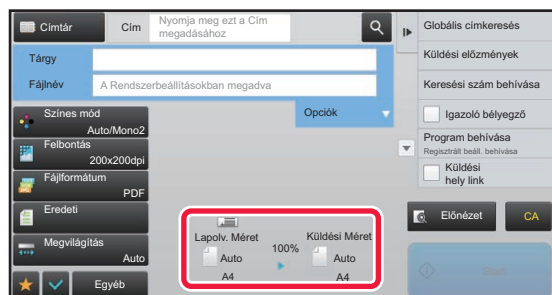 Címtár
Cím
Nyomja meg ezt a Cím
megadásához
Tárgy
Fájlnév
A Rendszerbeállításokban megadva
Opciók
Színes mód
Auto/Mono2
Felbontás
200x200dpi
Fájlformátum
PDF
Eredeti
Megvilágítás
Auto
Egyéb
Lapolv. Méret
Auto
A4
100%
Küldési Méret
Auto
A4
Globális címkeresés
Küldési előzmények
Keresési szám behívása
Igazoló bélyegző
Program behívása
Regisztrált beáll. behívása
Küldési
hely link
Előnézet
CA
Start